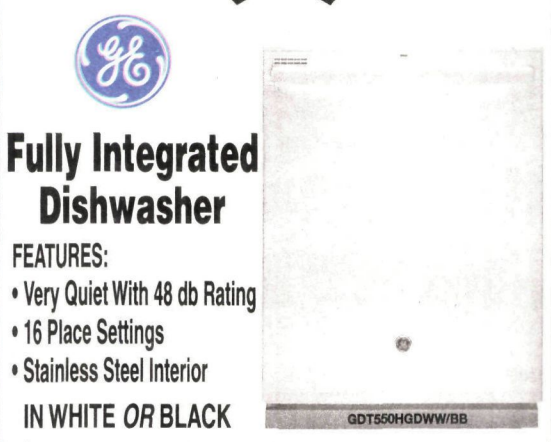 GE
Fully Integrated
Dishwasher
FEATURES:
• Very Quiet With 48 db Rating
• 16 Place Settings
• Stainless Steel Interior
IN WHITE OR BLACK
GDT550HGDWW/BB